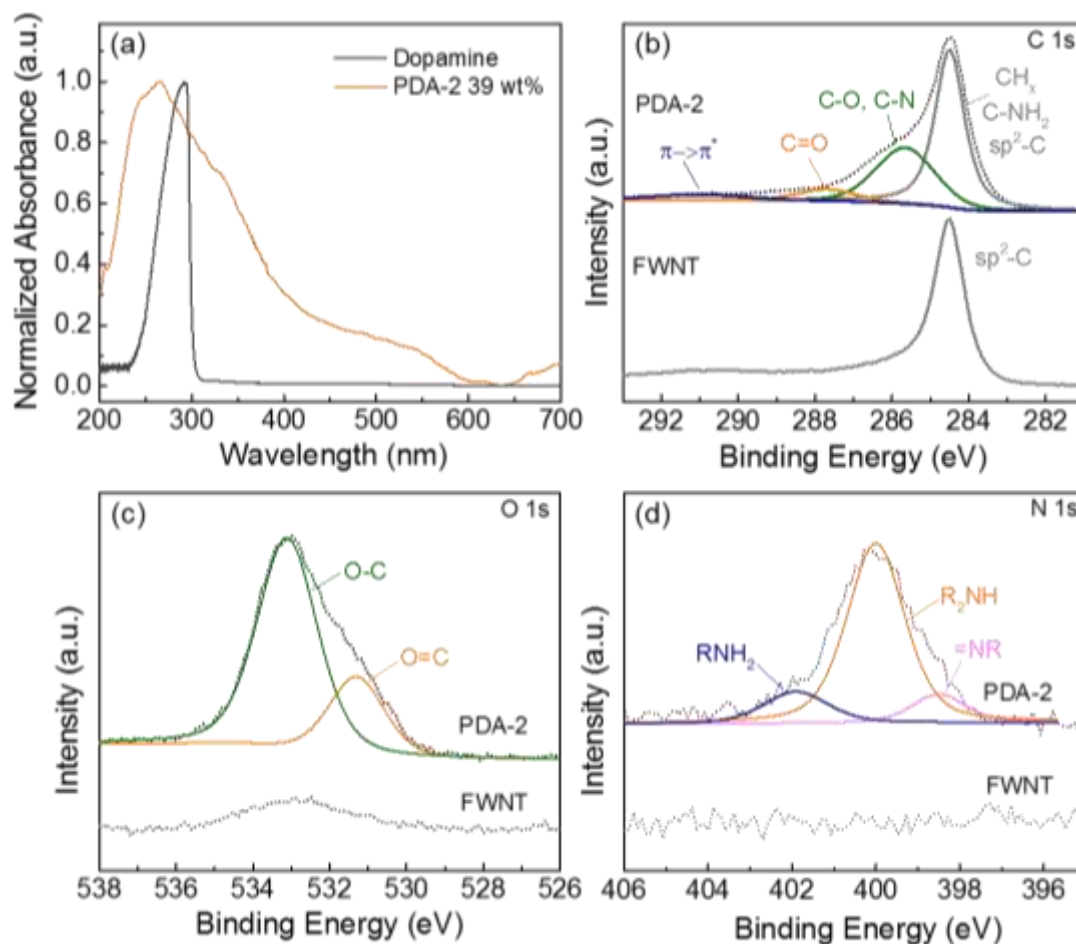 (a)
Dopamine
PDA-2 39 wt%
1.0
0.8
0.6
0.4
0.2
0.0
Normalized Absorbance (a.u.)
200 300 400 500 600 700
Wavelength (nm)
(b)
C 1s
PDA-2
C-O, C-N
CHₓ
C-NH₂
sp²-C
π->π*
C=O
FWNT
sp²-C
Intensity (a.u.)
292 290 288 286 284 282
Binding Energy (eV)
(c)
O 1s
O-C
O=C
PDA-2
FWNT
Intensity (a.u.)
538 536 534 532 530 528 526
Binding Energy (eV)
(d)
N 1s
R₂NH
RNH₂
=NR
PDA-2
FWNT
Intensity (a.u.)
406 404 402 400 398 396
Binding Energy (eV)